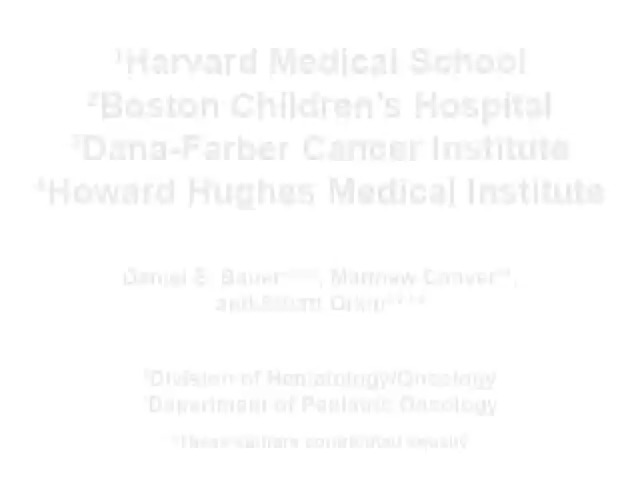 ¹Harvard Medical School
²Boston Children's Hospital
³Dana-Farber Cancer Institute
⁴Howard Hughes Medical Institute
Daniel E. Bauer, Matthew Canver
and Orkin
Division of Hematology/Oncology
Department of Pediatric Oncology
These authors contributed equally